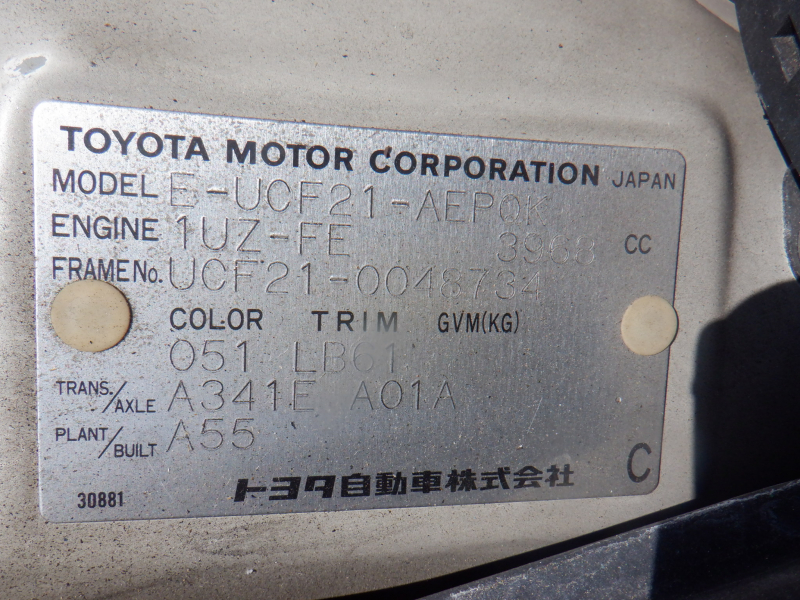 TOYOTA MOTOR CORPORATION JAPAN
MODEL E-UCF21-AEPQK
ENGINE 1UZ-FE 3968 CC
FRAME No. UCF21-0048734
COLOR TRIM GVM(KG)
051 LB61
TRANS./AXLE A341E A01A
PLANT/BUILT A55
C
30881 トヨタ自動車株式会社